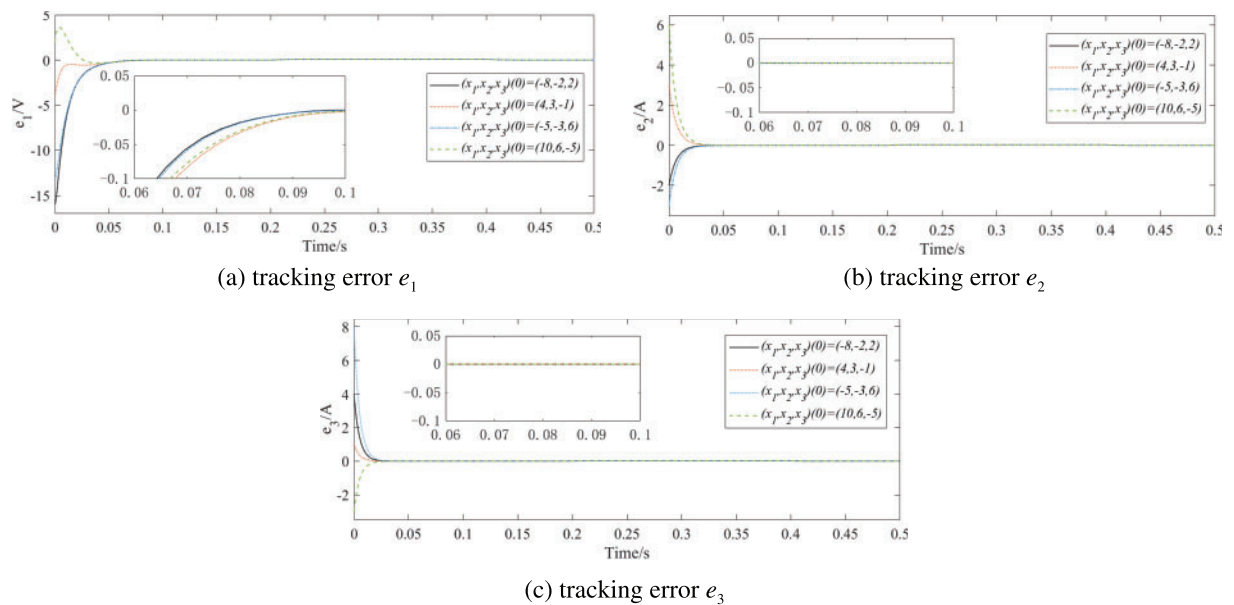 5
0
−5
−10
−15
e1/V
0.05
0
−0.05
−0.1
0.06 0.07 0.08 0.09 0.1
(x1,x2,x3)(0)=(-8,-2,2)
(x1,x2,x3)(0)=(4,3,-1)
(x1,x2,x3)(0)=(-5,-3,6)
(x1,x2,x3)(0)=(10,6,-5)
0 0.05 0.1 0.15 0.2 0.25 0.3 0.35 0.4 0.45 0.5
Time/s
(a) tracking error e1
6
4
2
0
-2
e2/A
0.05
0
−0.05
−0.1
0.06 0.07 0.08 0.09 0.1
(x1,x2,x3)(0)=(-8,-2,2)
(x1,x2,x3)(0)=(4,3,-1)
(x1,x2,x3)(0)=(-5,-3,6)
(x1,x2,x3)(0)=(10,6,-5)
0 0.05 0.1 0.15 0.2 0.25 0.3 0.35 0.4 0.45 0.5
Time/s
(b) tracking error e2
8
6
4
2
0
-2
e3/A
0.05
0
−0.05
−0.1
0.06 0.07 0.08 0.09 0.1
(x1,x2,x3)(0)=(-8,-2,2)
(x1,x2,x3)(0)=(4,3,-1)
(x1,x2,x3)(0)=(-5,-3,6)
(x1,x2,x3)(0)=(10,6,-5)
0 0.05 0.1 0.15 0.2 0.25 0.3 0.35 0.4 0.45 0.5
Time/s
(c) tracking error e3